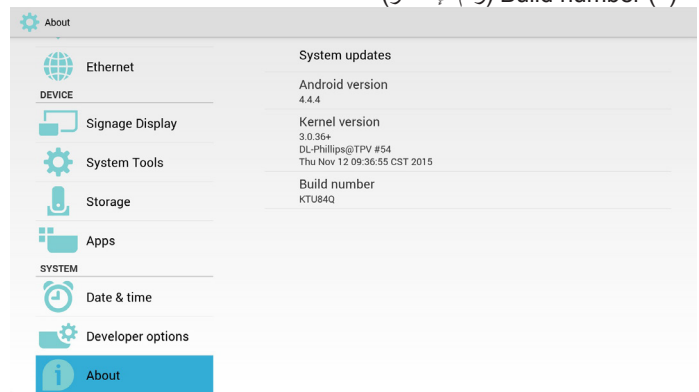 Build number
About
Ethernet
DEVICE
Signage Display
System Tools
Storage
Apps
SYSTEM
Date & time
Developer options
About
System updates
Android version
4.4.4
Kernel version
3.0.36+
DL-Phillips@TPV #54
Thu Nov 12 09:36:55 CST 2015
Build number
KTU84Q